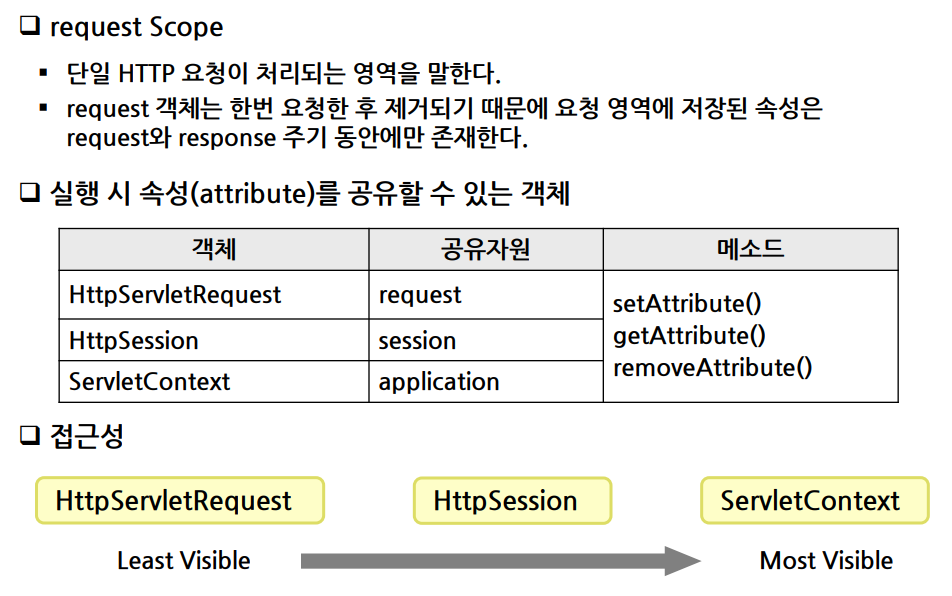 ❑ request Scope
▪ 단일 HTTP 요청이 처리되는 영역을 말한다.
▪ request 객체는 한번 요청한 후 제거되기 때문에 요청 영역에 저장된 속성은
request와 response 주기 동안에만 존재한다.
❑ 실행 시 속성(attribute)를 공유할 수 있는 객체
객체 공유자원 메소드
HttpServletRequest request
setAttribute()
getAttribute()
removeAttribute()
HttpSession session
ServletContext application
❑ 접근성
HttpServletRequest HttpSession ServletContext
Least Visible Most Visible